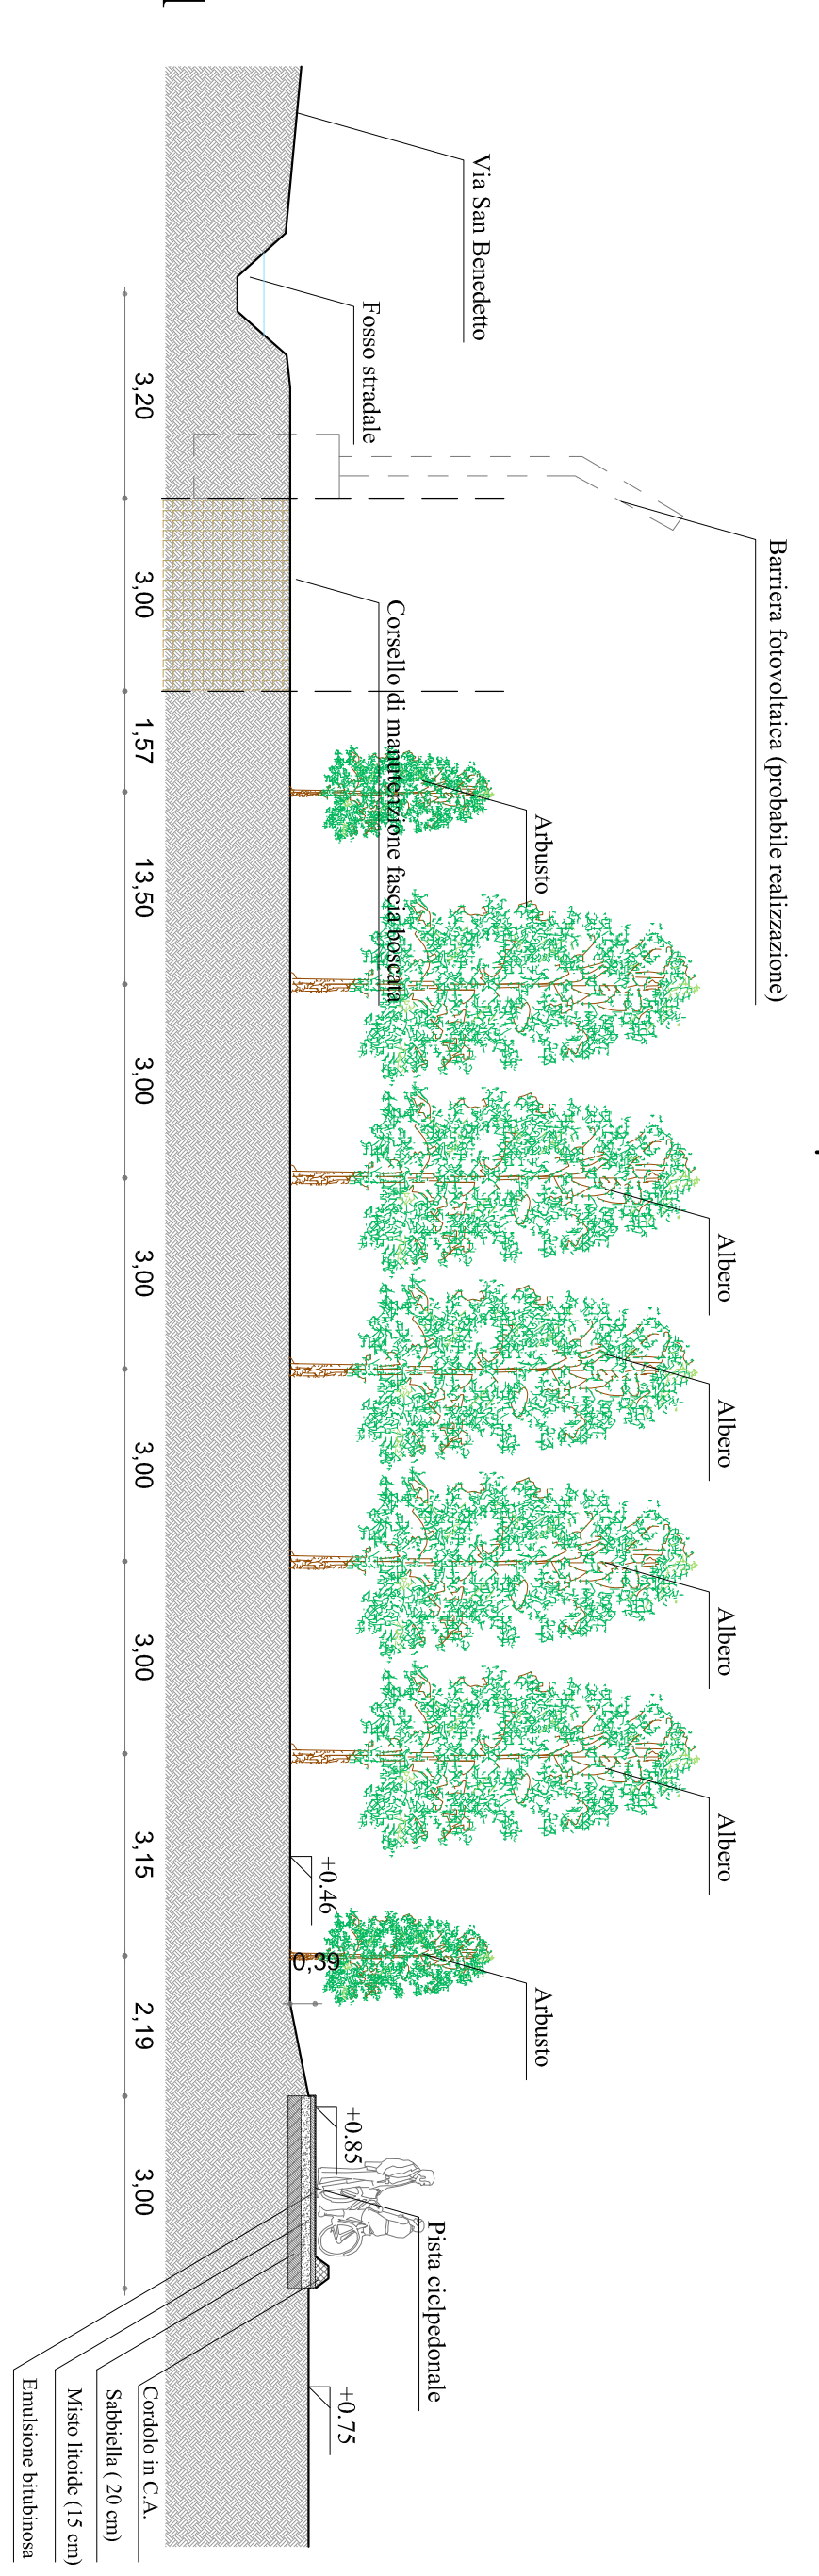 Barriera fotovoltaica (probabile realizzazione)
Albero
Albero
Albero
Albero
Arbusto
Arbusto
Via San Benedetto
Pista ciclpedonale
Corsello di manutenzione fascia boscata
Fosso stradale
+0.46
0,39
+0.85
+0.75
3,20
3,00
1,57
13,50
3,00
3,00
3,00
3,00
3,15
2,19
3,00
Cordolo in C.A.
Sabbiella ( 20 cm)
Misto litoide (15 cm)
Emulsione bitubinosa